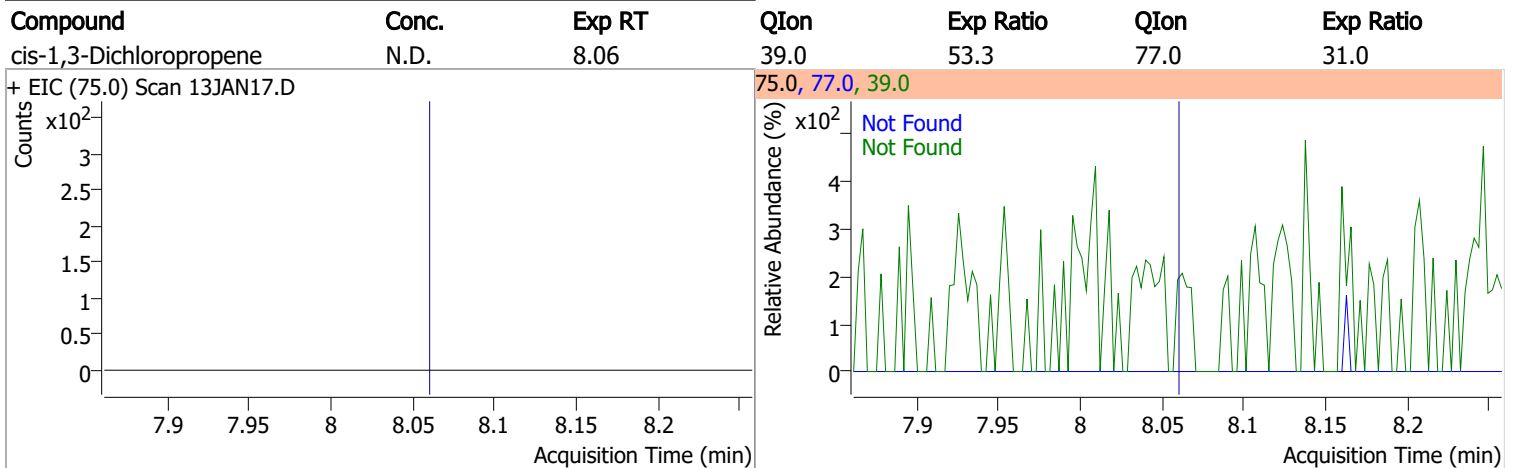 Compound Conc. Exp RT QIon Exp Ratio QIon Exp Ratio
cis-1,3-Dichloropropene N.D. 8.06 39.0 53.3 77.0 31.0
+ EIC (75.0) Scan 13JAN17.D
Counts
x10²
3
2.5
2
1.5
1
0.5
0
7.9 7.95 8 8.05 8.1 8.15 8.2
Acquisition Time (min)
75.0, 77.0, 39.0
Relative Abundance (%)
x10²
Not Found
Not Found
4
3
2
1
0
7.9 7.95 8 8.05 8.1 8.15 8.2
Acquisition Time (min)